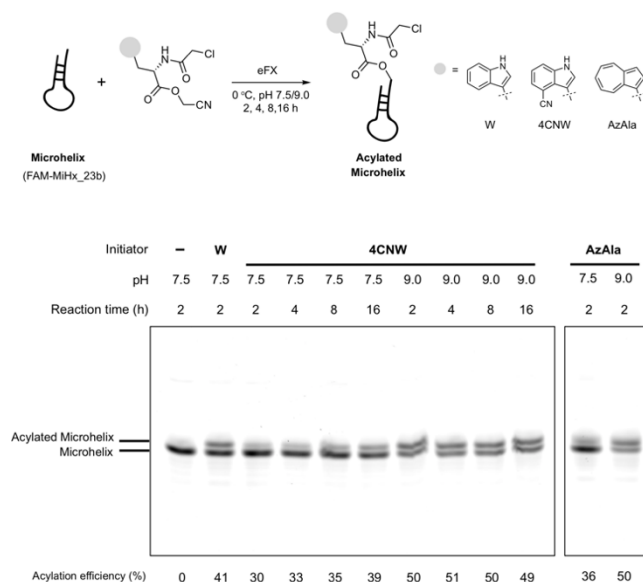 H
N
O
Cl
O
O
CN
Microhelix
(FAM-MiHx_23b)
+
eFX
0 °C, pH 7.5/9.0
2, 4, 8,16 h
H
N
O
Cl
O
O
Acylated
Microhelix
=
H
N
W
H
N
CN
4CNW
AzAla
Initiator – W 4CNW AzAla
pH 7.5 7.5 7.5 7.5 7.5 7.5 9.0 9.0 9.0 9.0 7.5 9.0
Reaction time (h) 2 2 2 4 8 16 2 4 8 16 2 2
Acylated Microhelix
Microhelix
Acylation efficiency (%) 0 41 30 33 35 39 50 51 50 49 36 50